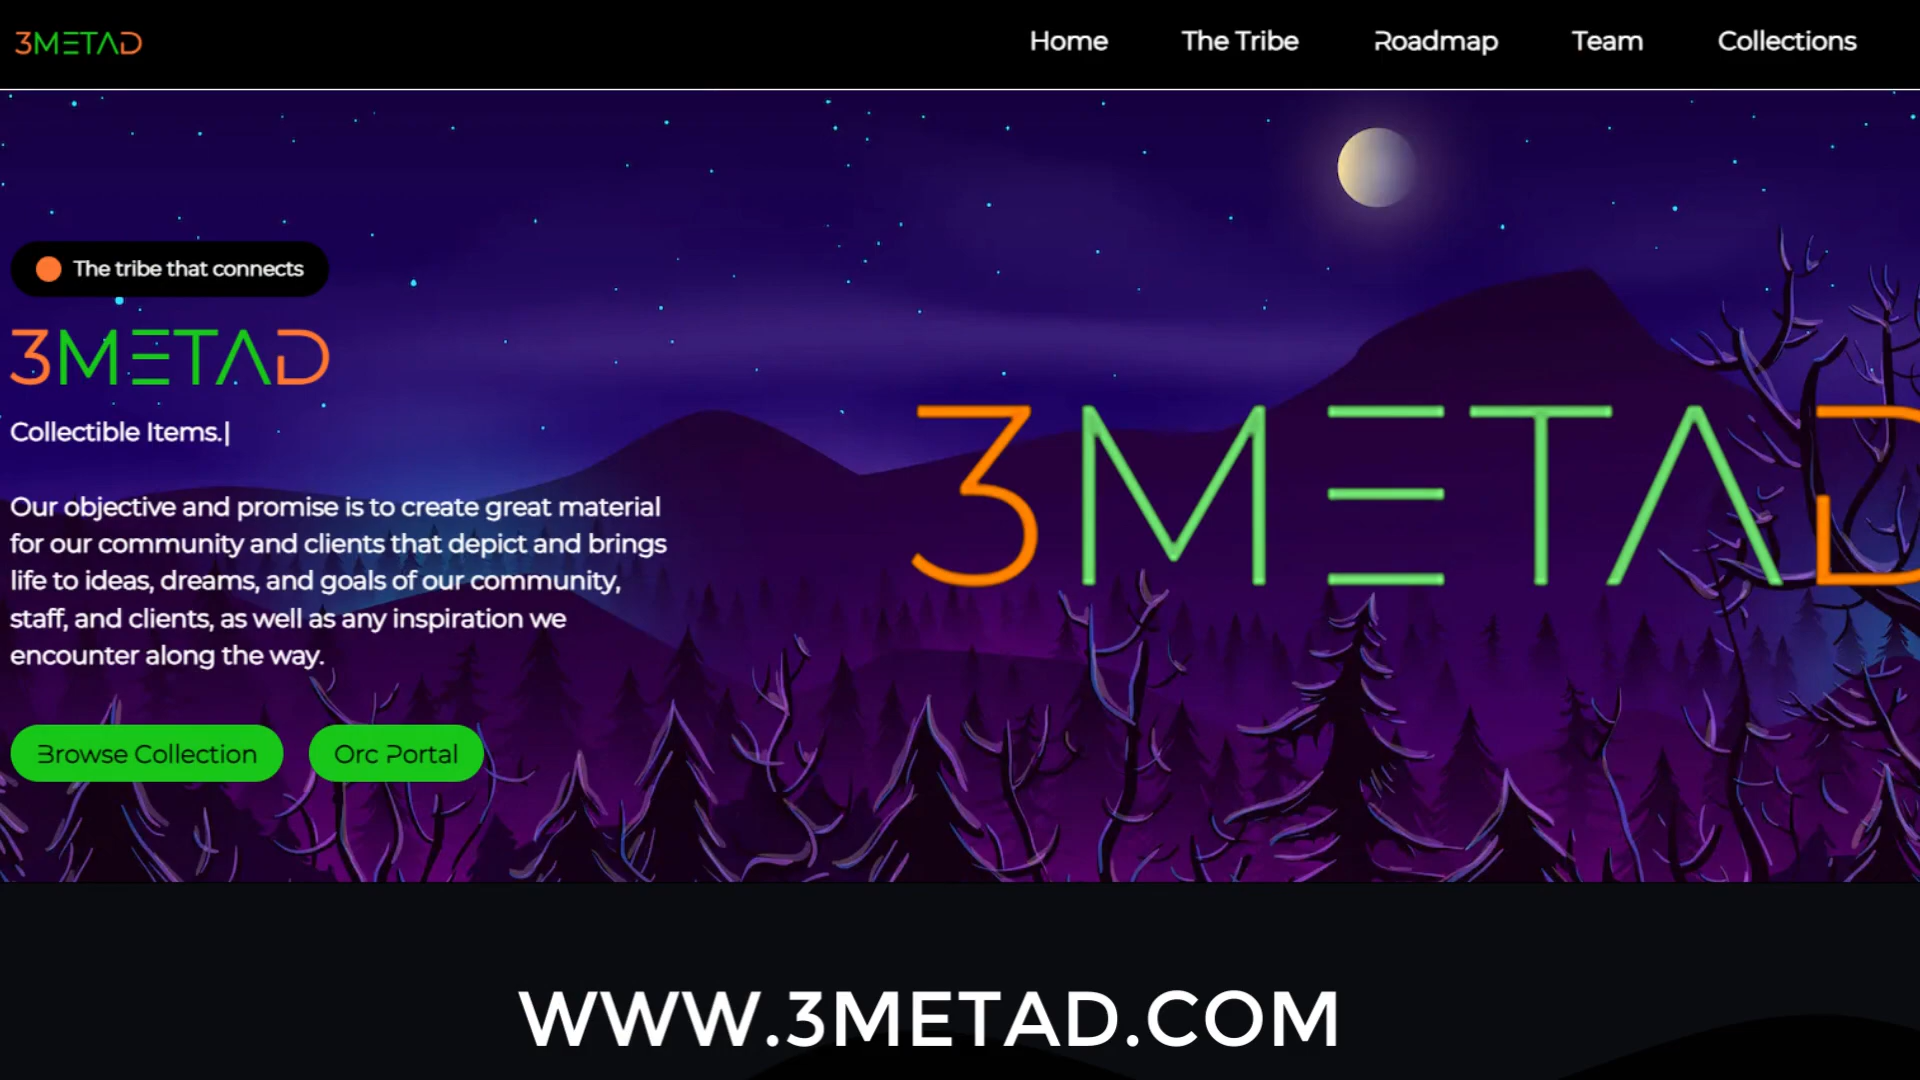 3METAD
Home
The Tribe
Roadmap
Team
Collections
The tribe that connects
3METAD
Collectible Items.|
Our objective and promise is to create great material
for our community and clients that depict and brings
life to ideas, dreams, and goals of our community,
staff, and clients, as well as any inspiration we
encounter along the way.
Browse Collection
Orc Portal
3METAD
WWW.3METAD.COM